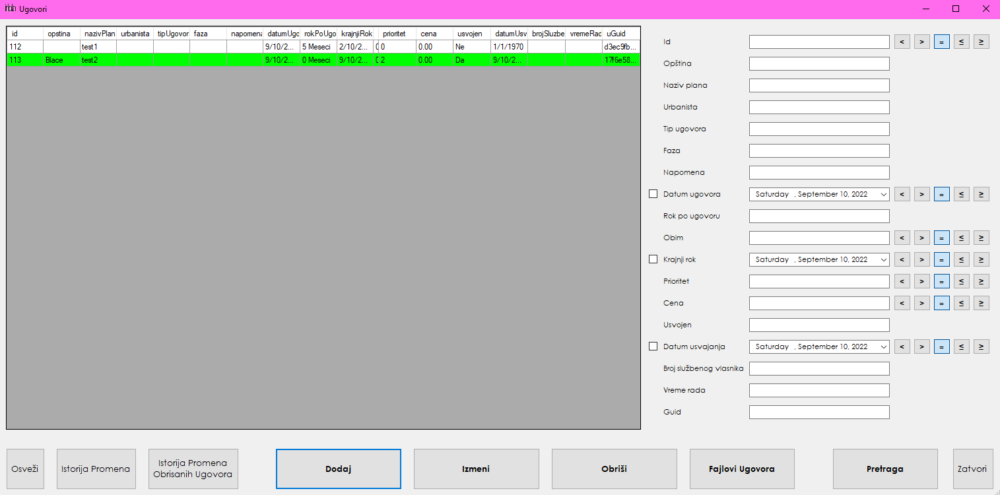 Ugovori
id opstina nazivPlan urbanista tipUgovor faza napomena datumUgo rokPoUgo krajnjiRok prioritet cena usvojen datumUsv brojSluzbe vremeRad uGuid
112 test1 9/10/2... 5 Meseci 2/10/2... 0 0.00 Ne 1/1/1970 d3ec9fb...
113 Blace test2 9/10/2... 0 Meseci 9/10/2... 2 0.00 Da 9/10/2... 17f6e58...
Id < > = ≤ ≥
Opština
Naziv plana
Urbanista
Tip ugovora
Faza
Napomena
Datum ugovora Saturday , September 10, 2022 < > = ≤ ≥
Rok po ugovoru
Obim < > = ≤ ≥
Krajnji rok Saturday , September 10, 2022 < > = ≤ ≥
Prioritet < > = ≤ ≥
Cena < > = ≤ ≥
Usvojen
Datum usvajanja Saturday , September 10, 2022 < > = ≤ ≥
Broj službenog vlasnika
Vreme rada
Guid
Osveži
Istorija Promena
Istorija Promena
Obrisanih Ugovora
Dodaj
Izmeni
Obriši
Fajlovi Ugovora
Pretraga
Zatvori